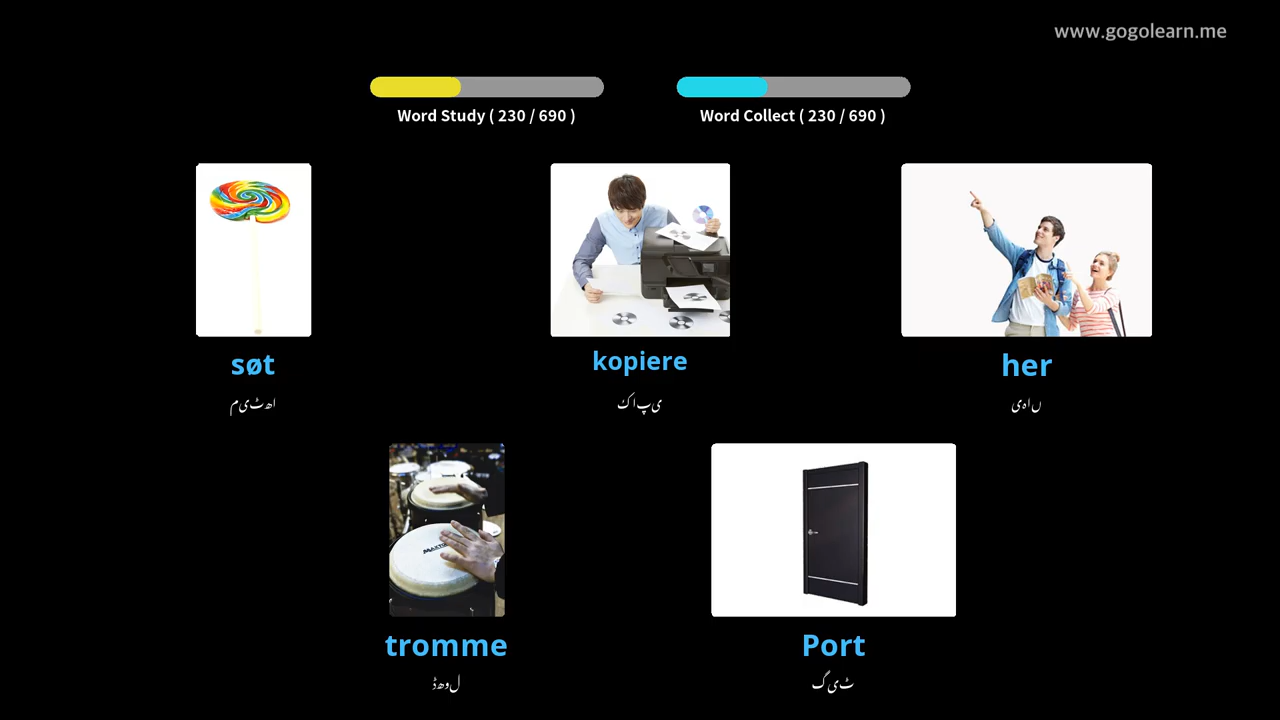 www.gogolearn.me
Word Study ( 230 / 690 )
Word Collect ( 230 / 690 )
søt
kopiere
her
اھٹیم
یپاک
ںاہی
tromme
Port
لوھڈ
ٹیگ